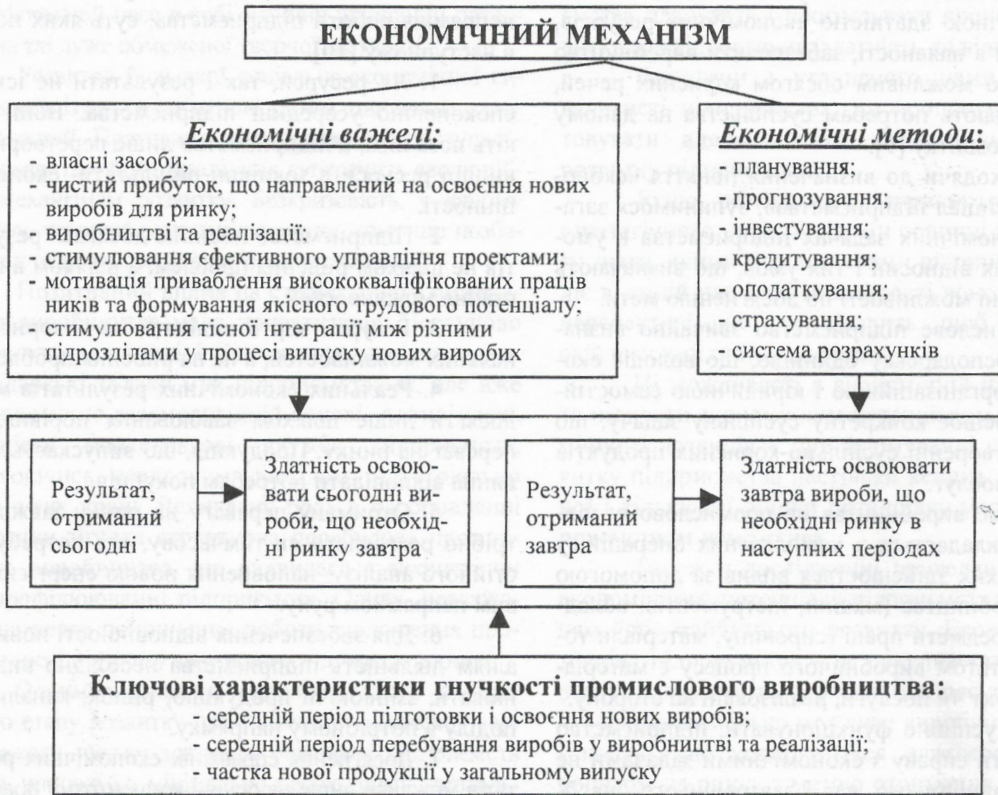 ЕКОНОМІЧНИЙ МЕХАНІЗМ
Економічні важелі:
- власні засоби;
- чистий прибуток, що направлений на освоєння нових
виробів для ринку;
- виробництві та реалізації;
- стимулювання єфективного управління проектами;
- мотивація привавлення висококваліфсованых праців
ників та формування якосного трудового потенціалу.
- стимулювання тісної інтеграції між різними
підрозділами у процесі випуску нових виробів
Економічні методи:
- планування;
- прогнозування;
- інвестування;
- кредитування;
- оподаткування;
- страхування;
- система розрахунків
Результат,
отриманий
сьогодні
Здатність освою-
вати сьогодні ви-
роби, що необхід-
ні ринку завтра
Результат,
отриманий
завтра
Здатність освоювати
завтра вироби, що
необхідні ринку в
наступних періодах
Ключові характеристики гнучкості промислового виробництва:
- середній період підготовки і освоєння нових виробів;
- середній період перебування виробів у виробництві та реалізації;
- частка нової продукції у загальному випуску